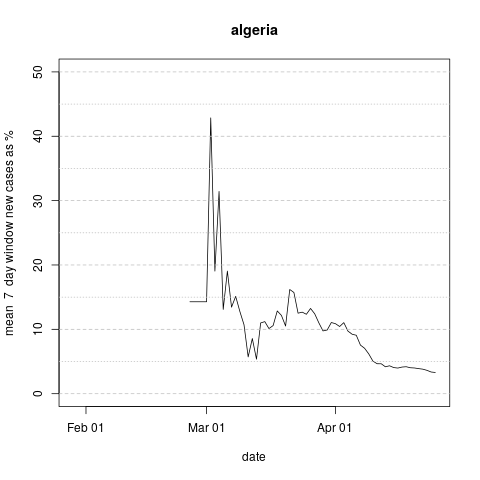 algeria
mean 7 day window new cases as %
50
40
30
20
10
0
Feb 01
Mar 01
Apr 01
date